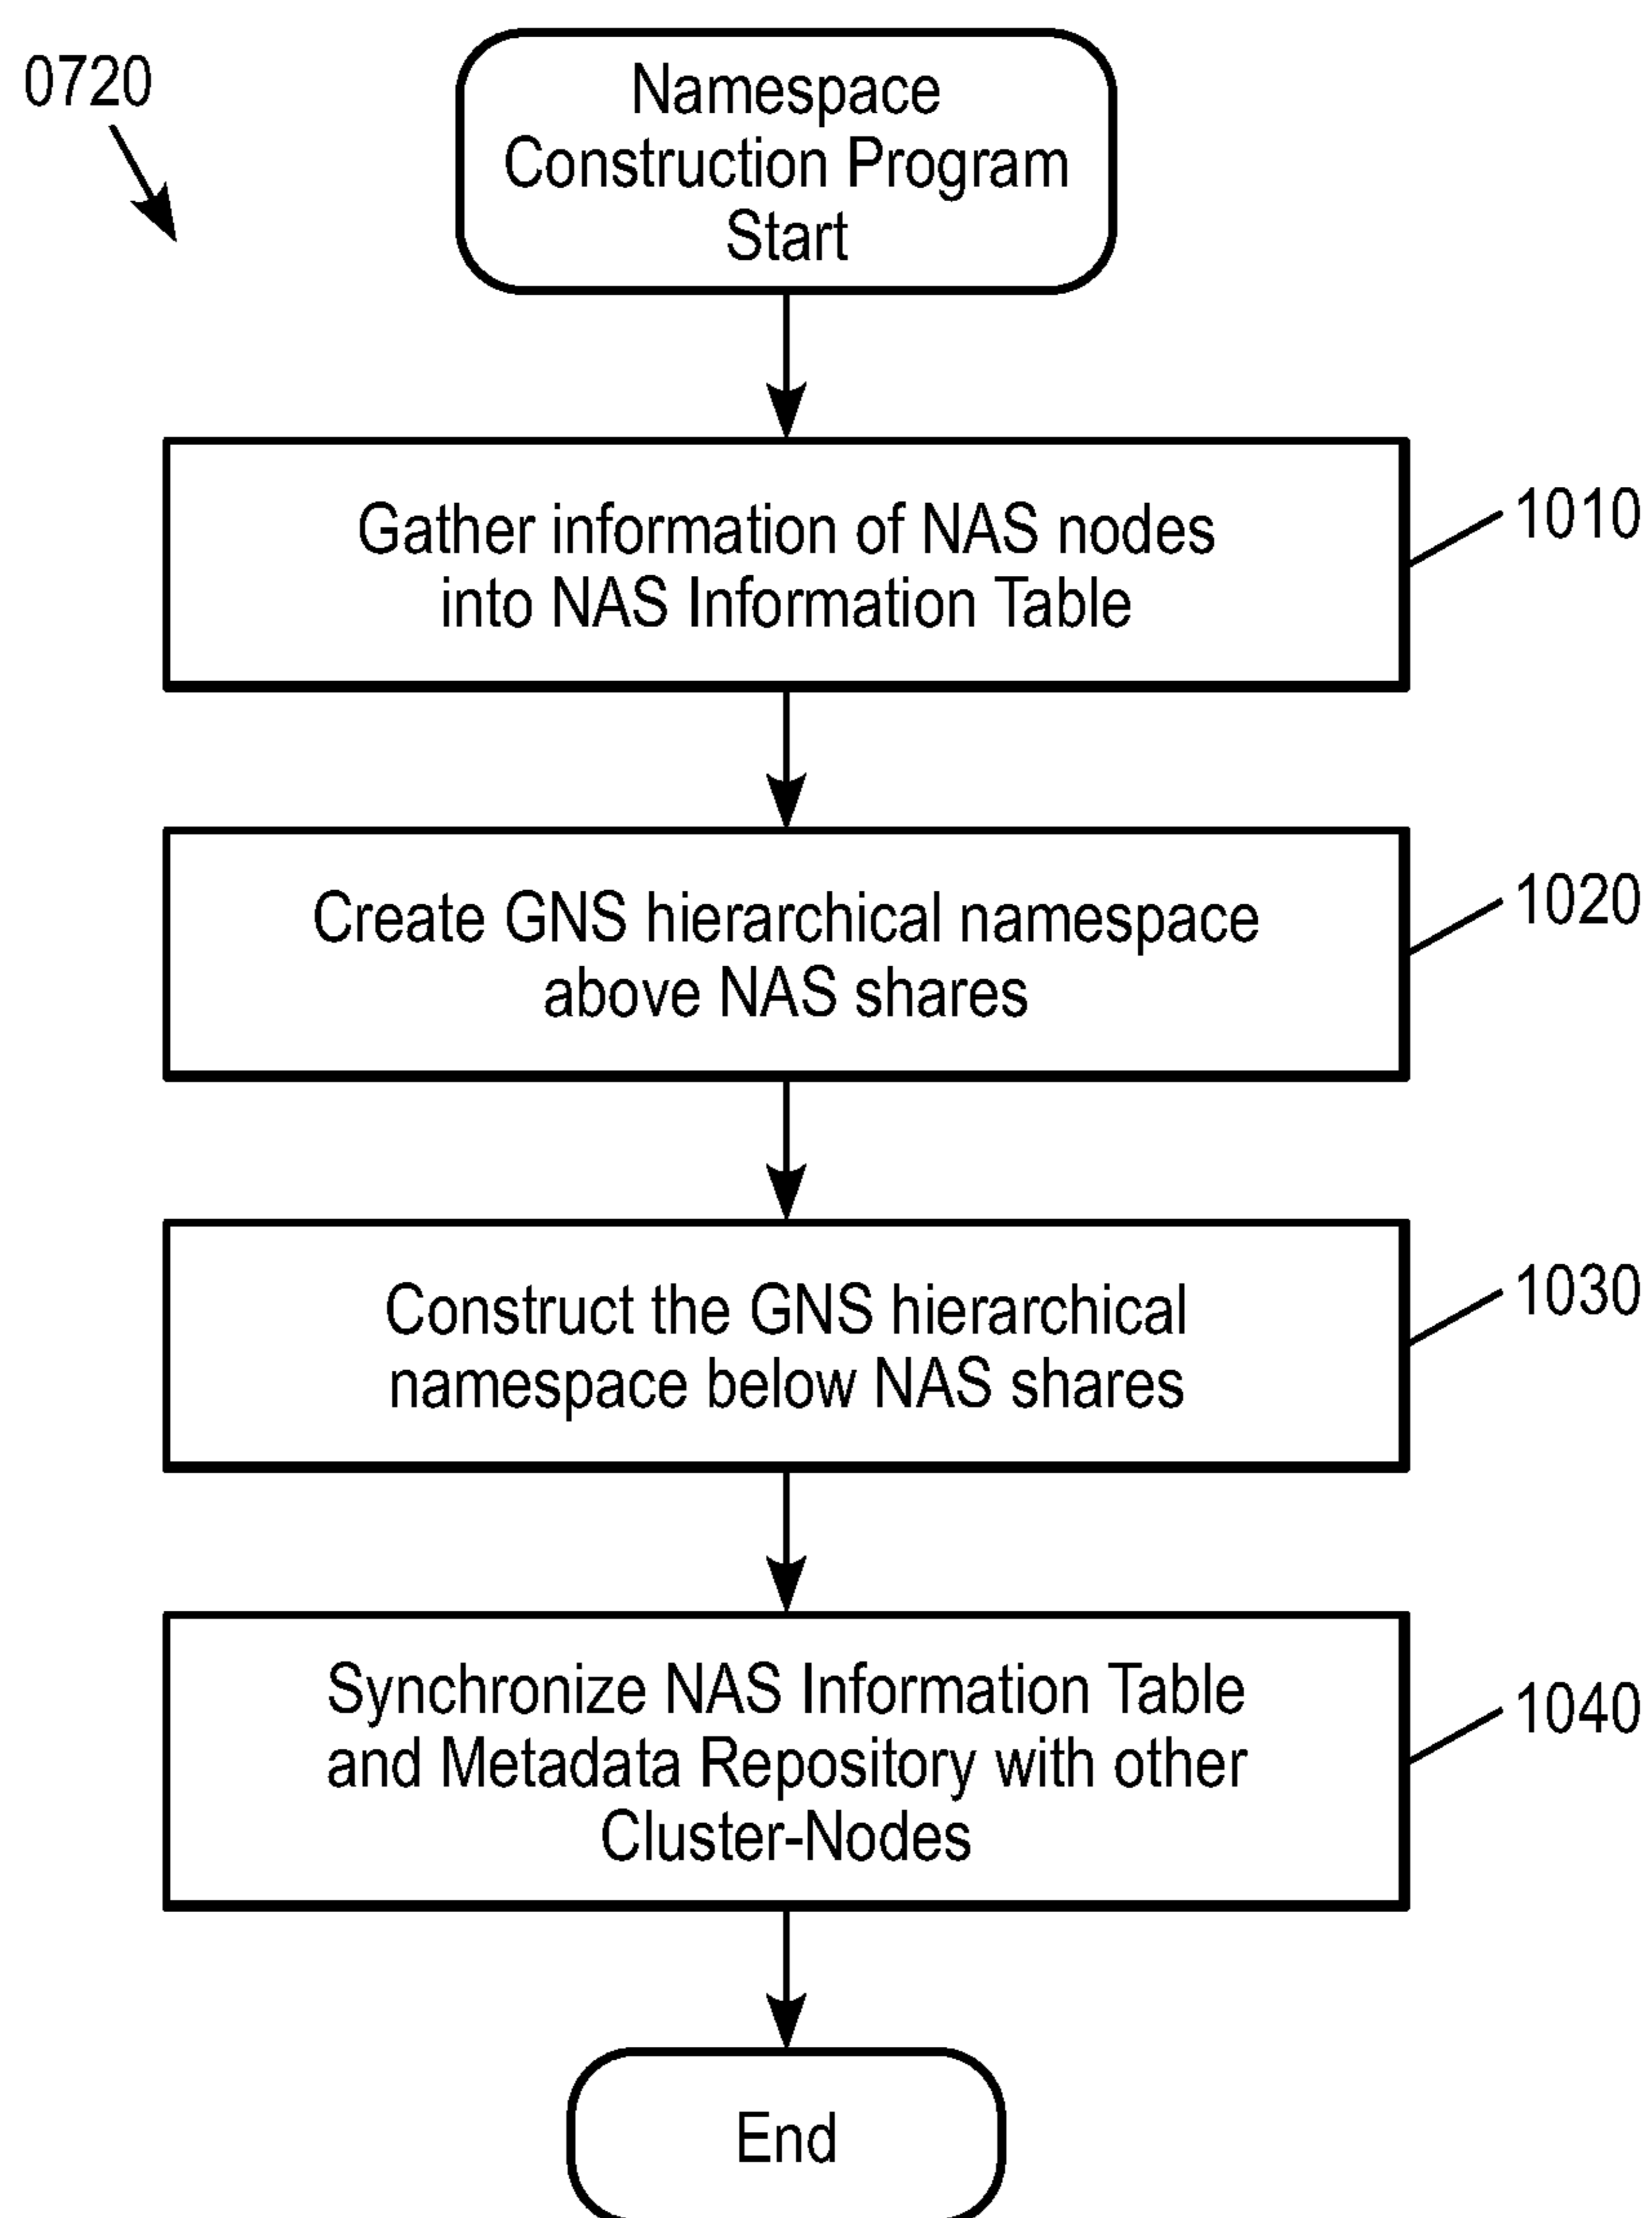 0720
Namespace
Construction Program
Start
Gather information of NAS nodes
into NAS Information Table
1010
Create GNS hierarchical namespace
above NAS shares
1020
Construct the GNS hierarchical
namespace below NAS shares
1030
Synchronize NAS Information Table
and Metadata Repository with other
Cluster-Nodes
1040
End